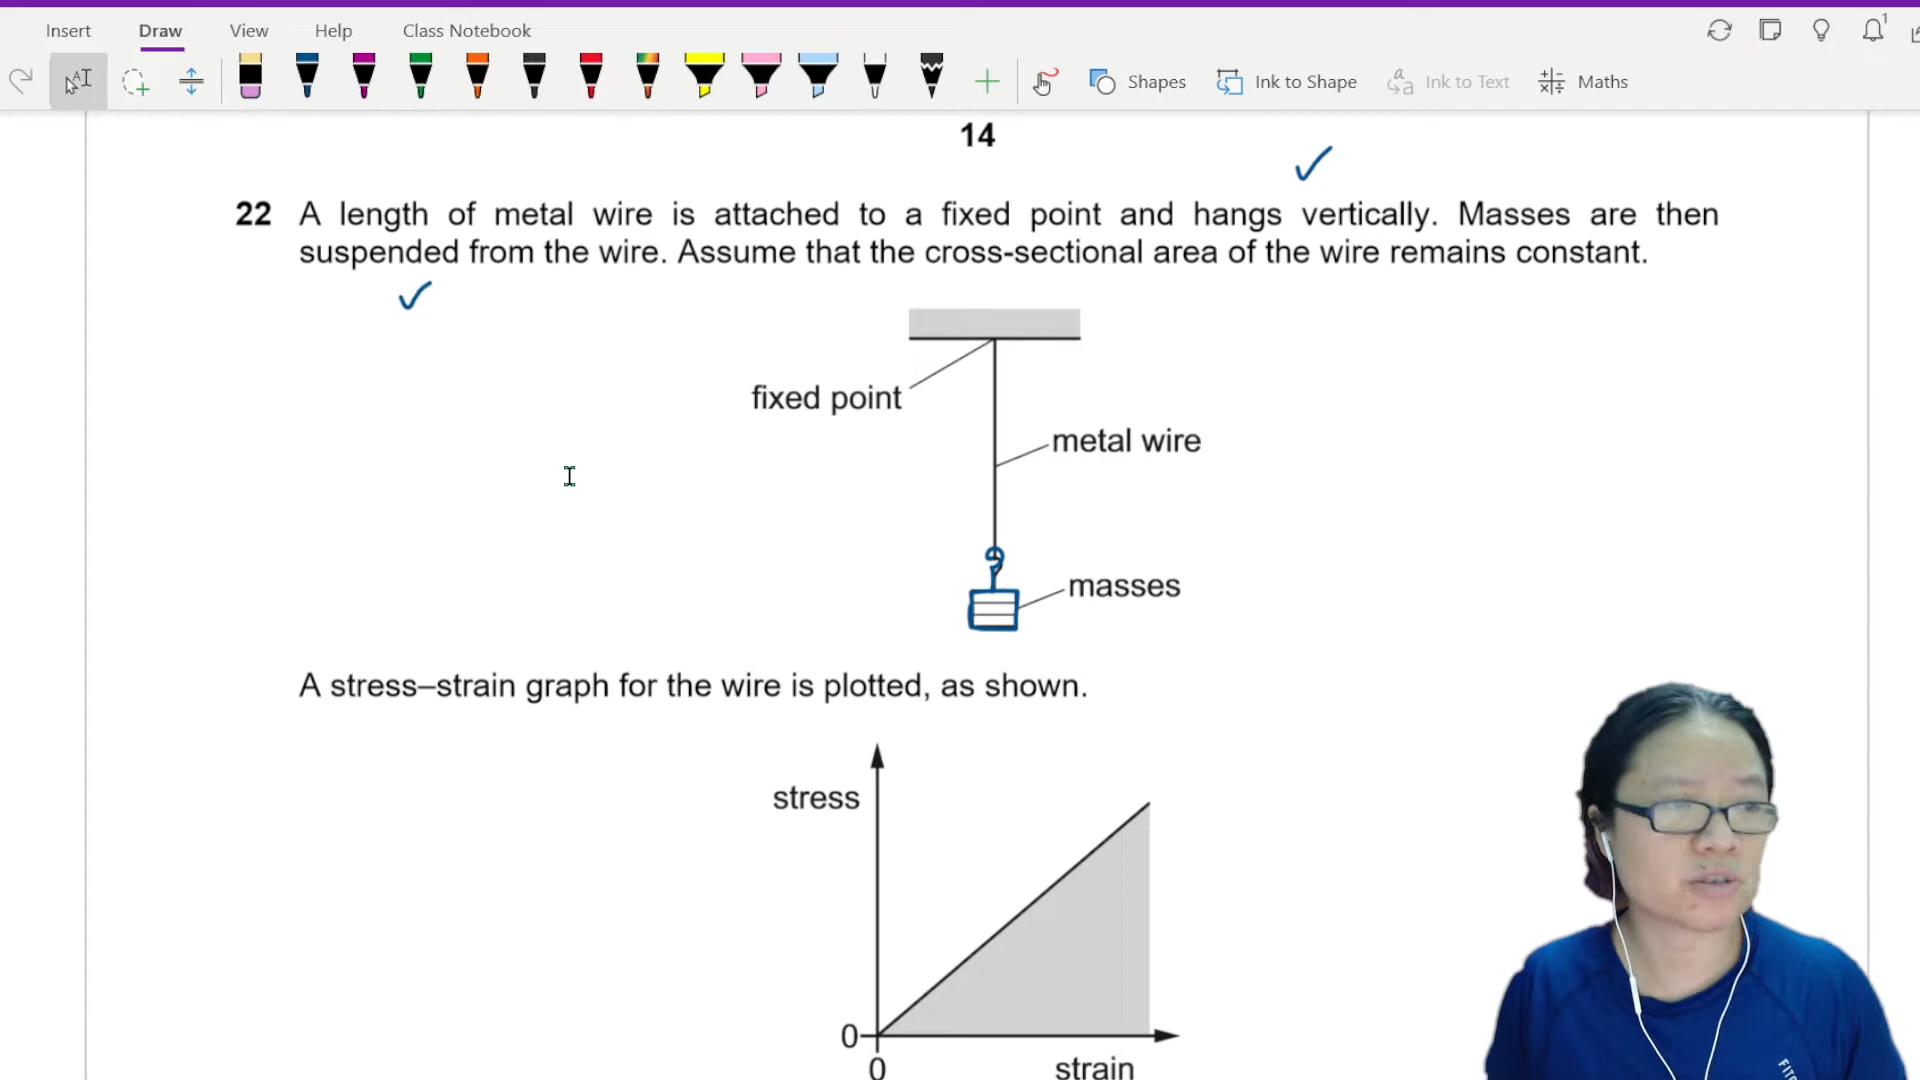 Insert Draw View Help Class Notebook
1
Shapes Ink to Shape Ink to Text Maths
14
22 A length of metal wire is attached to a fixed point and hangs vertically. Masses are then
suspended from the wire. Assume that the cross-sectional area of the wire remains constant.
fixed point
metal wire
masses
A stress–strain graph for the wire is plotted, as shown.
stress
0
0
strain